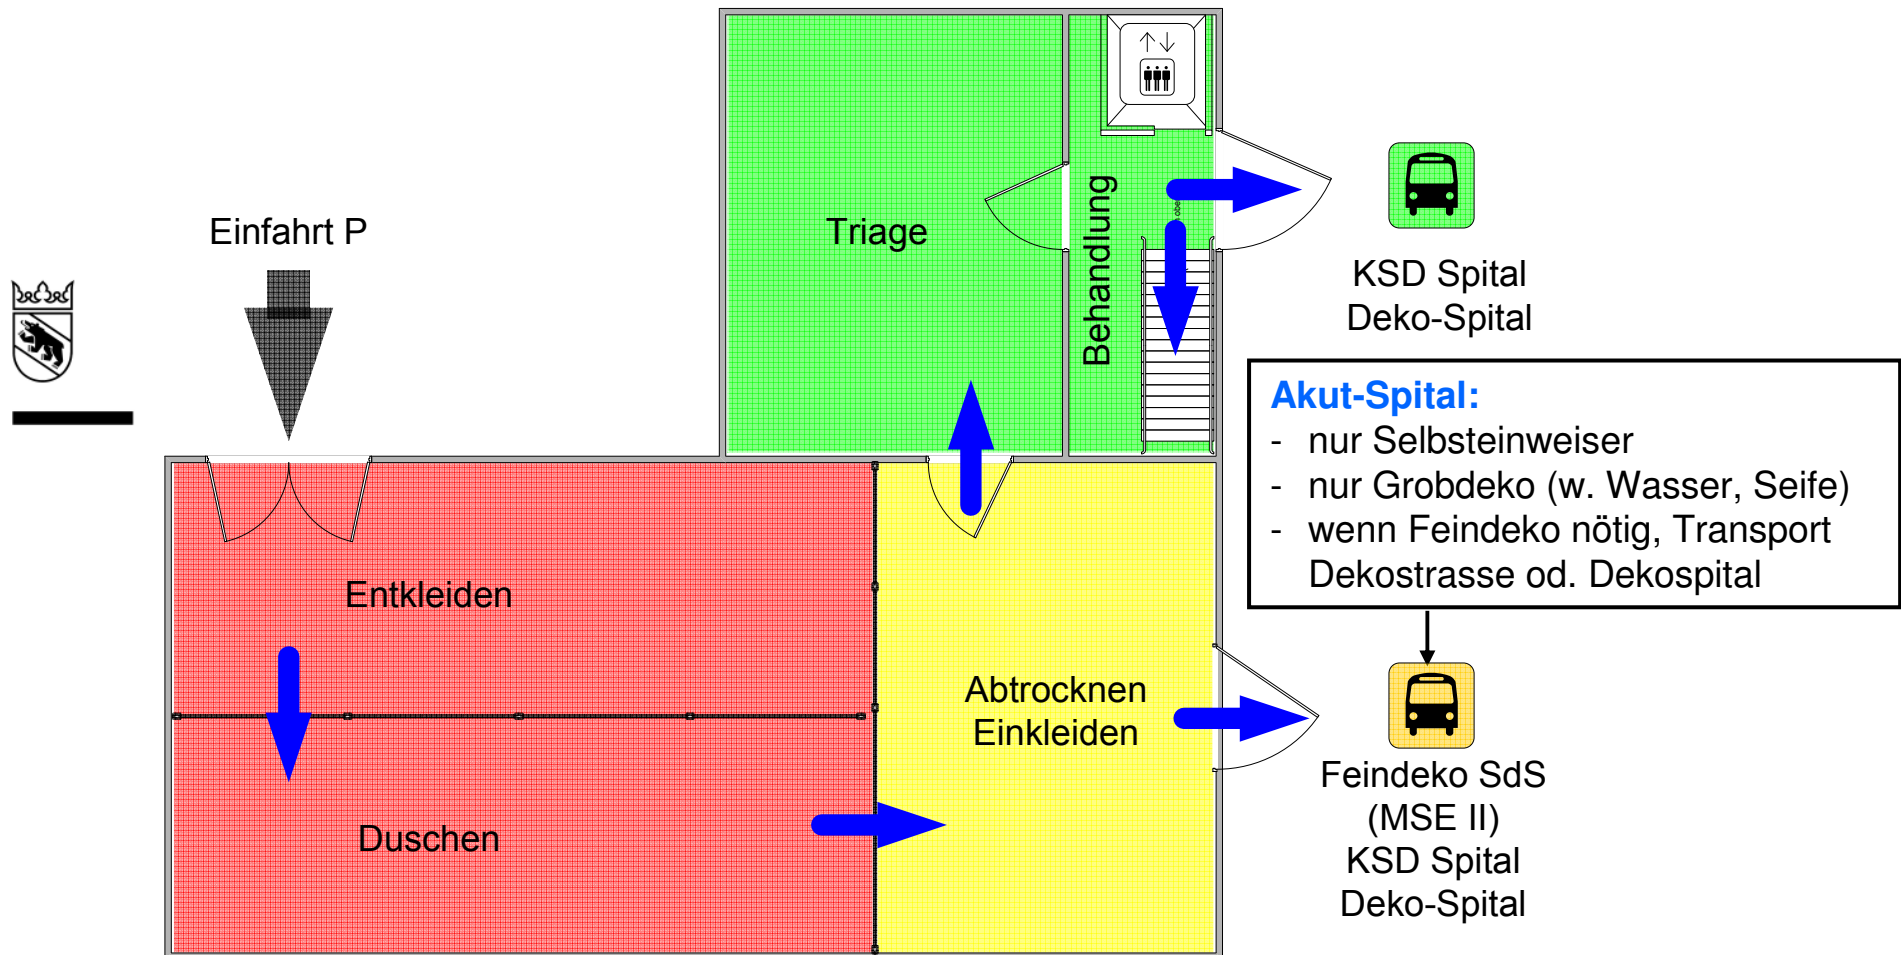 Einfahrt P
Triage
Behandlung
KSD Spital
Deko-Spital
Akut-Spital:
- nur Selbsteinweiser
- nur Grobdeko (w. Wasser, Seife)
- wenn Feindeko nötig, Transport
Dekostrasse od. Dekospital
Entkleiden
Abtrocknen
Einkleiden
Duschen
Feindeko SdS
(MSE II)
KSD Spital
Deko-Spital